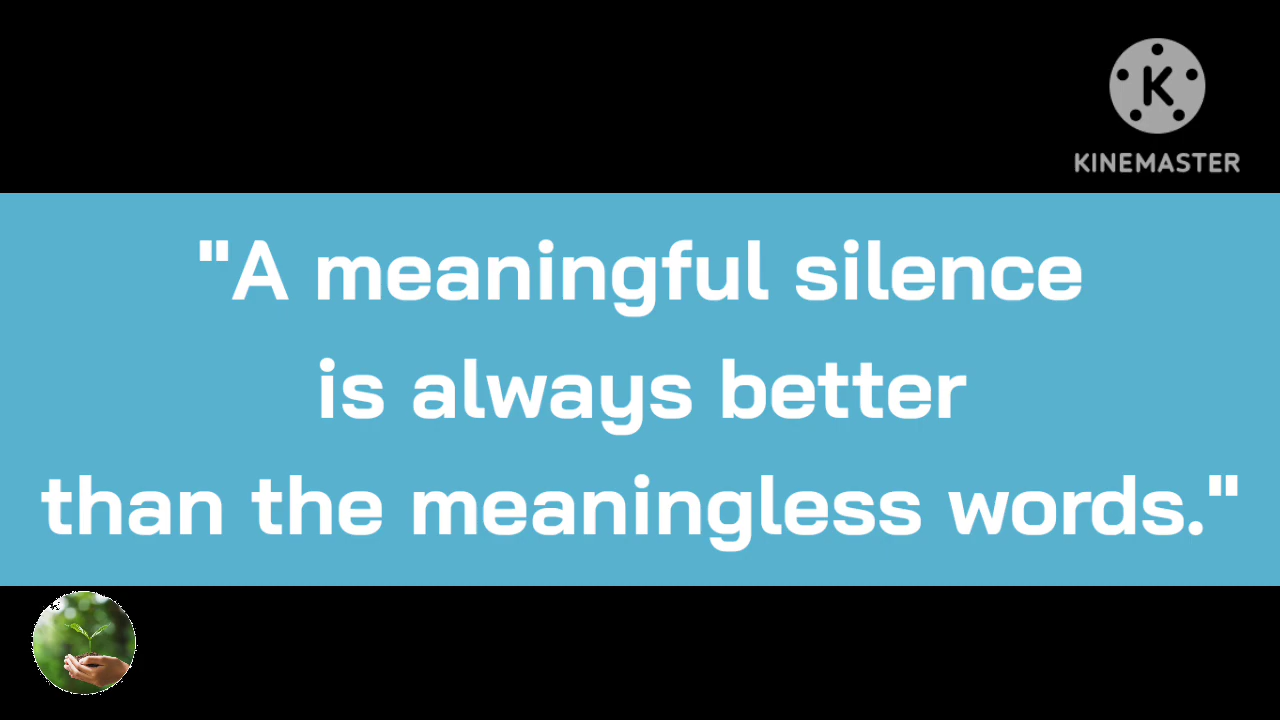 K
KINEMASTER
"A meaningful silence
is always better
than the meaningless words."